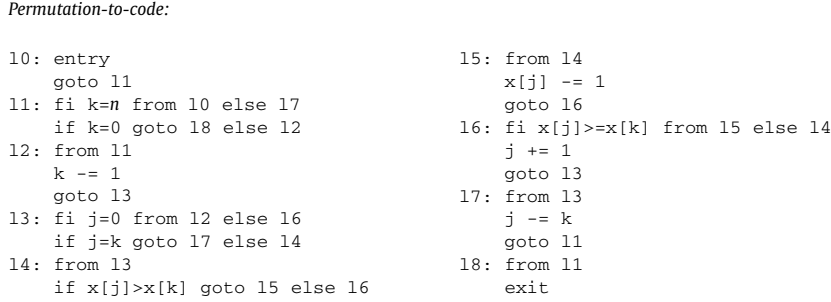 Permutation-to-code:
l0: entry
goto l1
l1: fi k=n from l0 else l7
if k=0 goto l8 else l2
l2: from l1
k -= 1
goto l3
l3: fi j=0 from l2 else l6
if j=k goto l7 else l4
l4: from l3
if x[j]>x[k] goto l5 else l6
l5: from l4
x[j] -= 1
goto l6
l6: fi x[j]>=x[k] from l5 else l4
j += 1
goto l3
l7: from l3
j -= k
goto l1
l8: from l1
exit